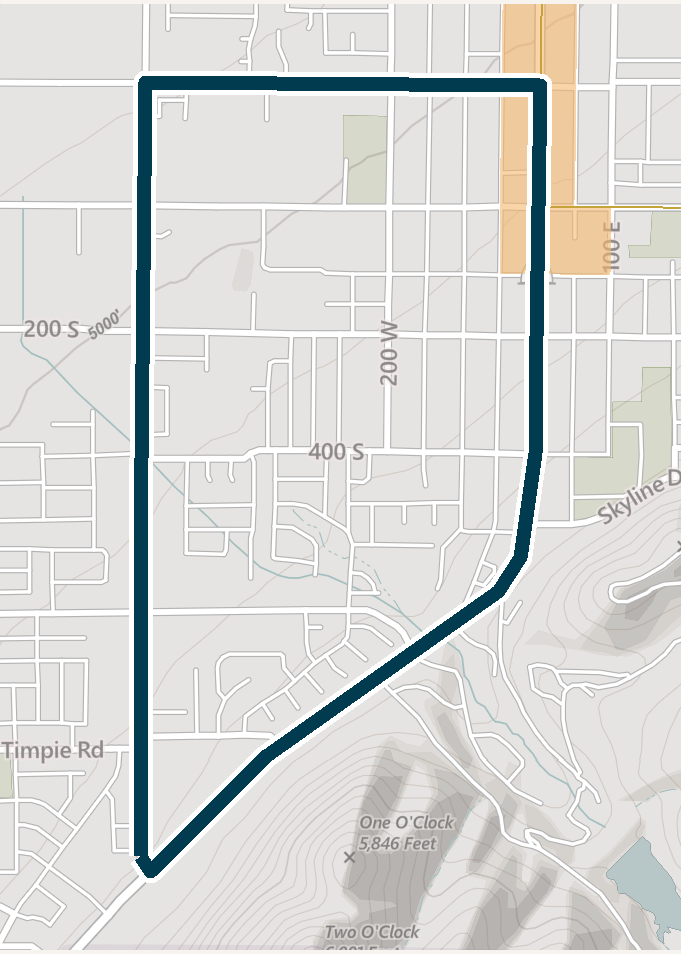 100 E
200 S
5000'
200 W
400 S
Skyline D
Timpie Rd
One O'Clock
5,846 Feet
Two O'Clock